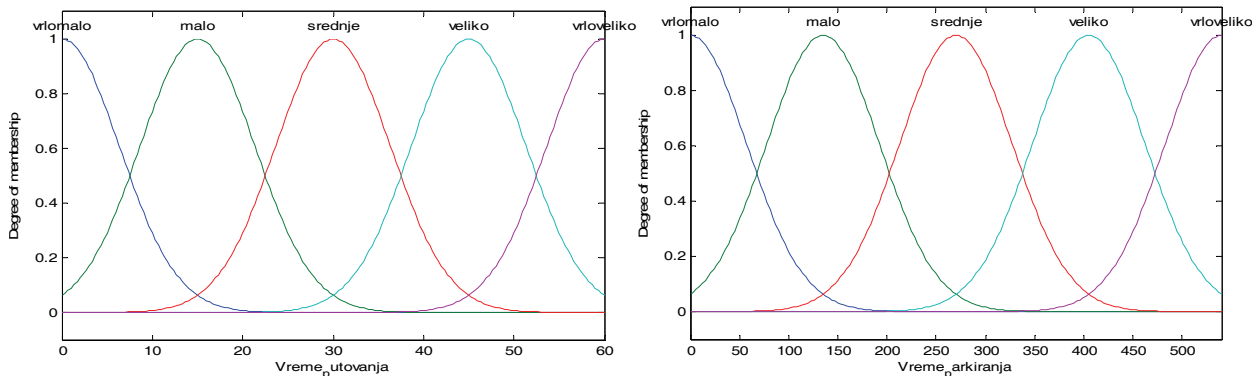 vrlomalo malo srednje veliko vrloveliko
1
0.8
0.6
0.4
0.2
0
Degree of membership
0 10 20 30 40 50 60
Vreme_putovanja
vrlomalo malo srednje veliko vrloveliko
1
0.8
0.6
0.4
0.2
0
Degree of membership
0 50 100 150 200 250 300 350 400 450 500
Vreme_parkiranja